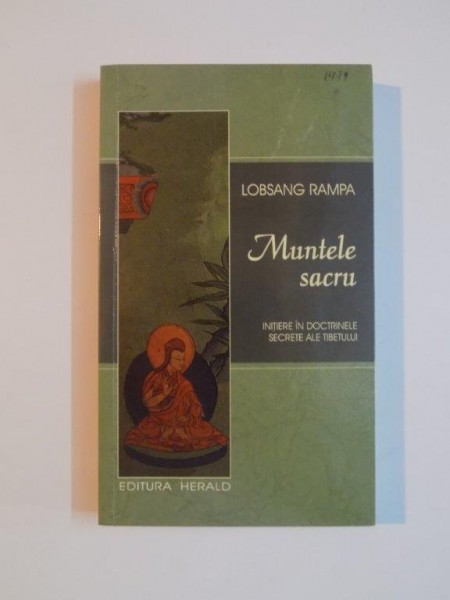 LOBSANG RAMPA
Muntele
sacru
INIȚIERE ÎN DOCTRINELE
SECRETE ALE TIBETULUI
EDITURA HERALD